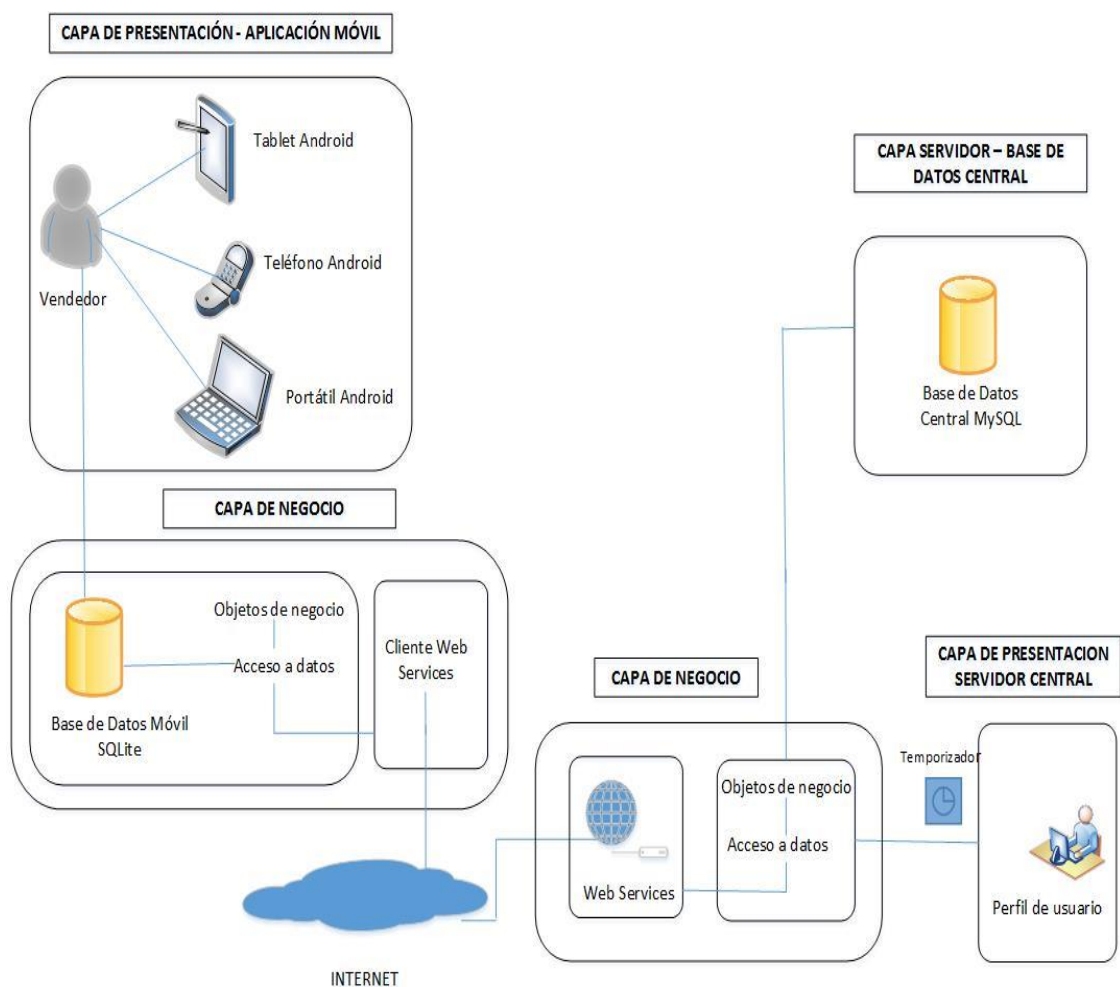 CAPA DE PRESENTACIÓN - APLICACIÓN MÓVIL
Tablet Android
Teléfono Android
Vendedor
Portátil Android
CAPA SERVIDOR – BASE DE
DATOS CENTRAL
Base de Datos
Central MySQL
CAPA DE NEGOCIO
Objetos de negocio
Acceso a datos
Base de Datos Móvil
SQLite
Cliente Web
Services
INTERNET
CAPA DE NEGOCIO
Web Services
Objetos de negocio
Acceso a datos
CAPA DE PRESENTACION
SERVIDOR CENTRAL
Temporizador
Perfil de usuario